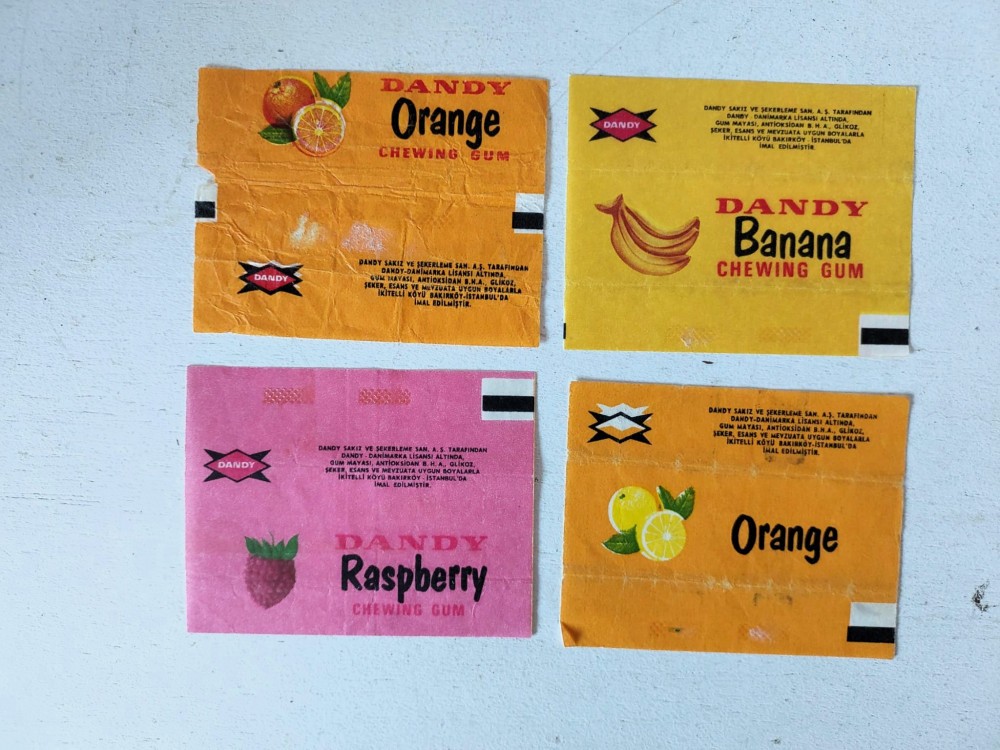 DANDY
Orange
CHEWING GUM
DANDY
DANDY SAKIZ VE ŞEKERLEME SAN. A.Ş. TARAFINDAN
DANDY-DANİMARKA LİSANSI ALTINDA,
GUM MAYASI, ANTİOKSİDAN B.H.A., GLİKOZ,
ŞEKER, ESANS VE MEVZUATA UYGUN BOYALARLA
İKİTELLİ KÖYÜ BAKIRKÖY-İSTANBUL'DA
İMAL EDİLMİŞTİR.
DANDY
DANDY SAKIZ VE ŞEKERLEME SAN. A. Ş. TARAFINDAN
DANDY - DANİMARKA LİSANSI ALTINDA,
GUM MAYASI, ANTİOKSİDAN B. H. A., GLİKOZ,
ŞEKER, ESANS VE MEVZUATA UYGUN BOYALARLA
İKİTELLİ KÖYÜ BAKIRKÖY - İSTANBUL'DA
İMAL EDİLMİŞTİR.
DANDY
Banana
CHEWING GUM
DANDY
DANDY SAKIZ VE ŞEKERLEME SAN. A. Ş. TARAFINDAN
DANDY - DANİMARKA LİSANSI ALTINDA,
GUM MAYASI, ANTİOKSİDAN B. H. A., GLİKOZ,
ŞEKER, ESANS VE MEVZUATA UYGUN BOYALARLA
İKİTELLİ KÖYÜ BAKIRKÖY - İSTANBUL'DA
İMAL EDİLMİŞTİR.
DANDY
Raspberry
CHEWING GUM
DANDY SAKIZ VE ŞEKERLEME SAN. A.Ş. TARAFINDAN
DANDY-DANİMARKA LİSANSI ALTINDA,
GUM MAYASI, ANTİOKSİDAN B.H.A., GLİKOZ,
ŞEKER, ESANS VE MEVZUATA UYGUN BOYALARLA
İKİTELLİ KÖYÜ BAKIRKÖY-İSTANBUL'DA
İMAL EDİLMİŞTİR.
Orange